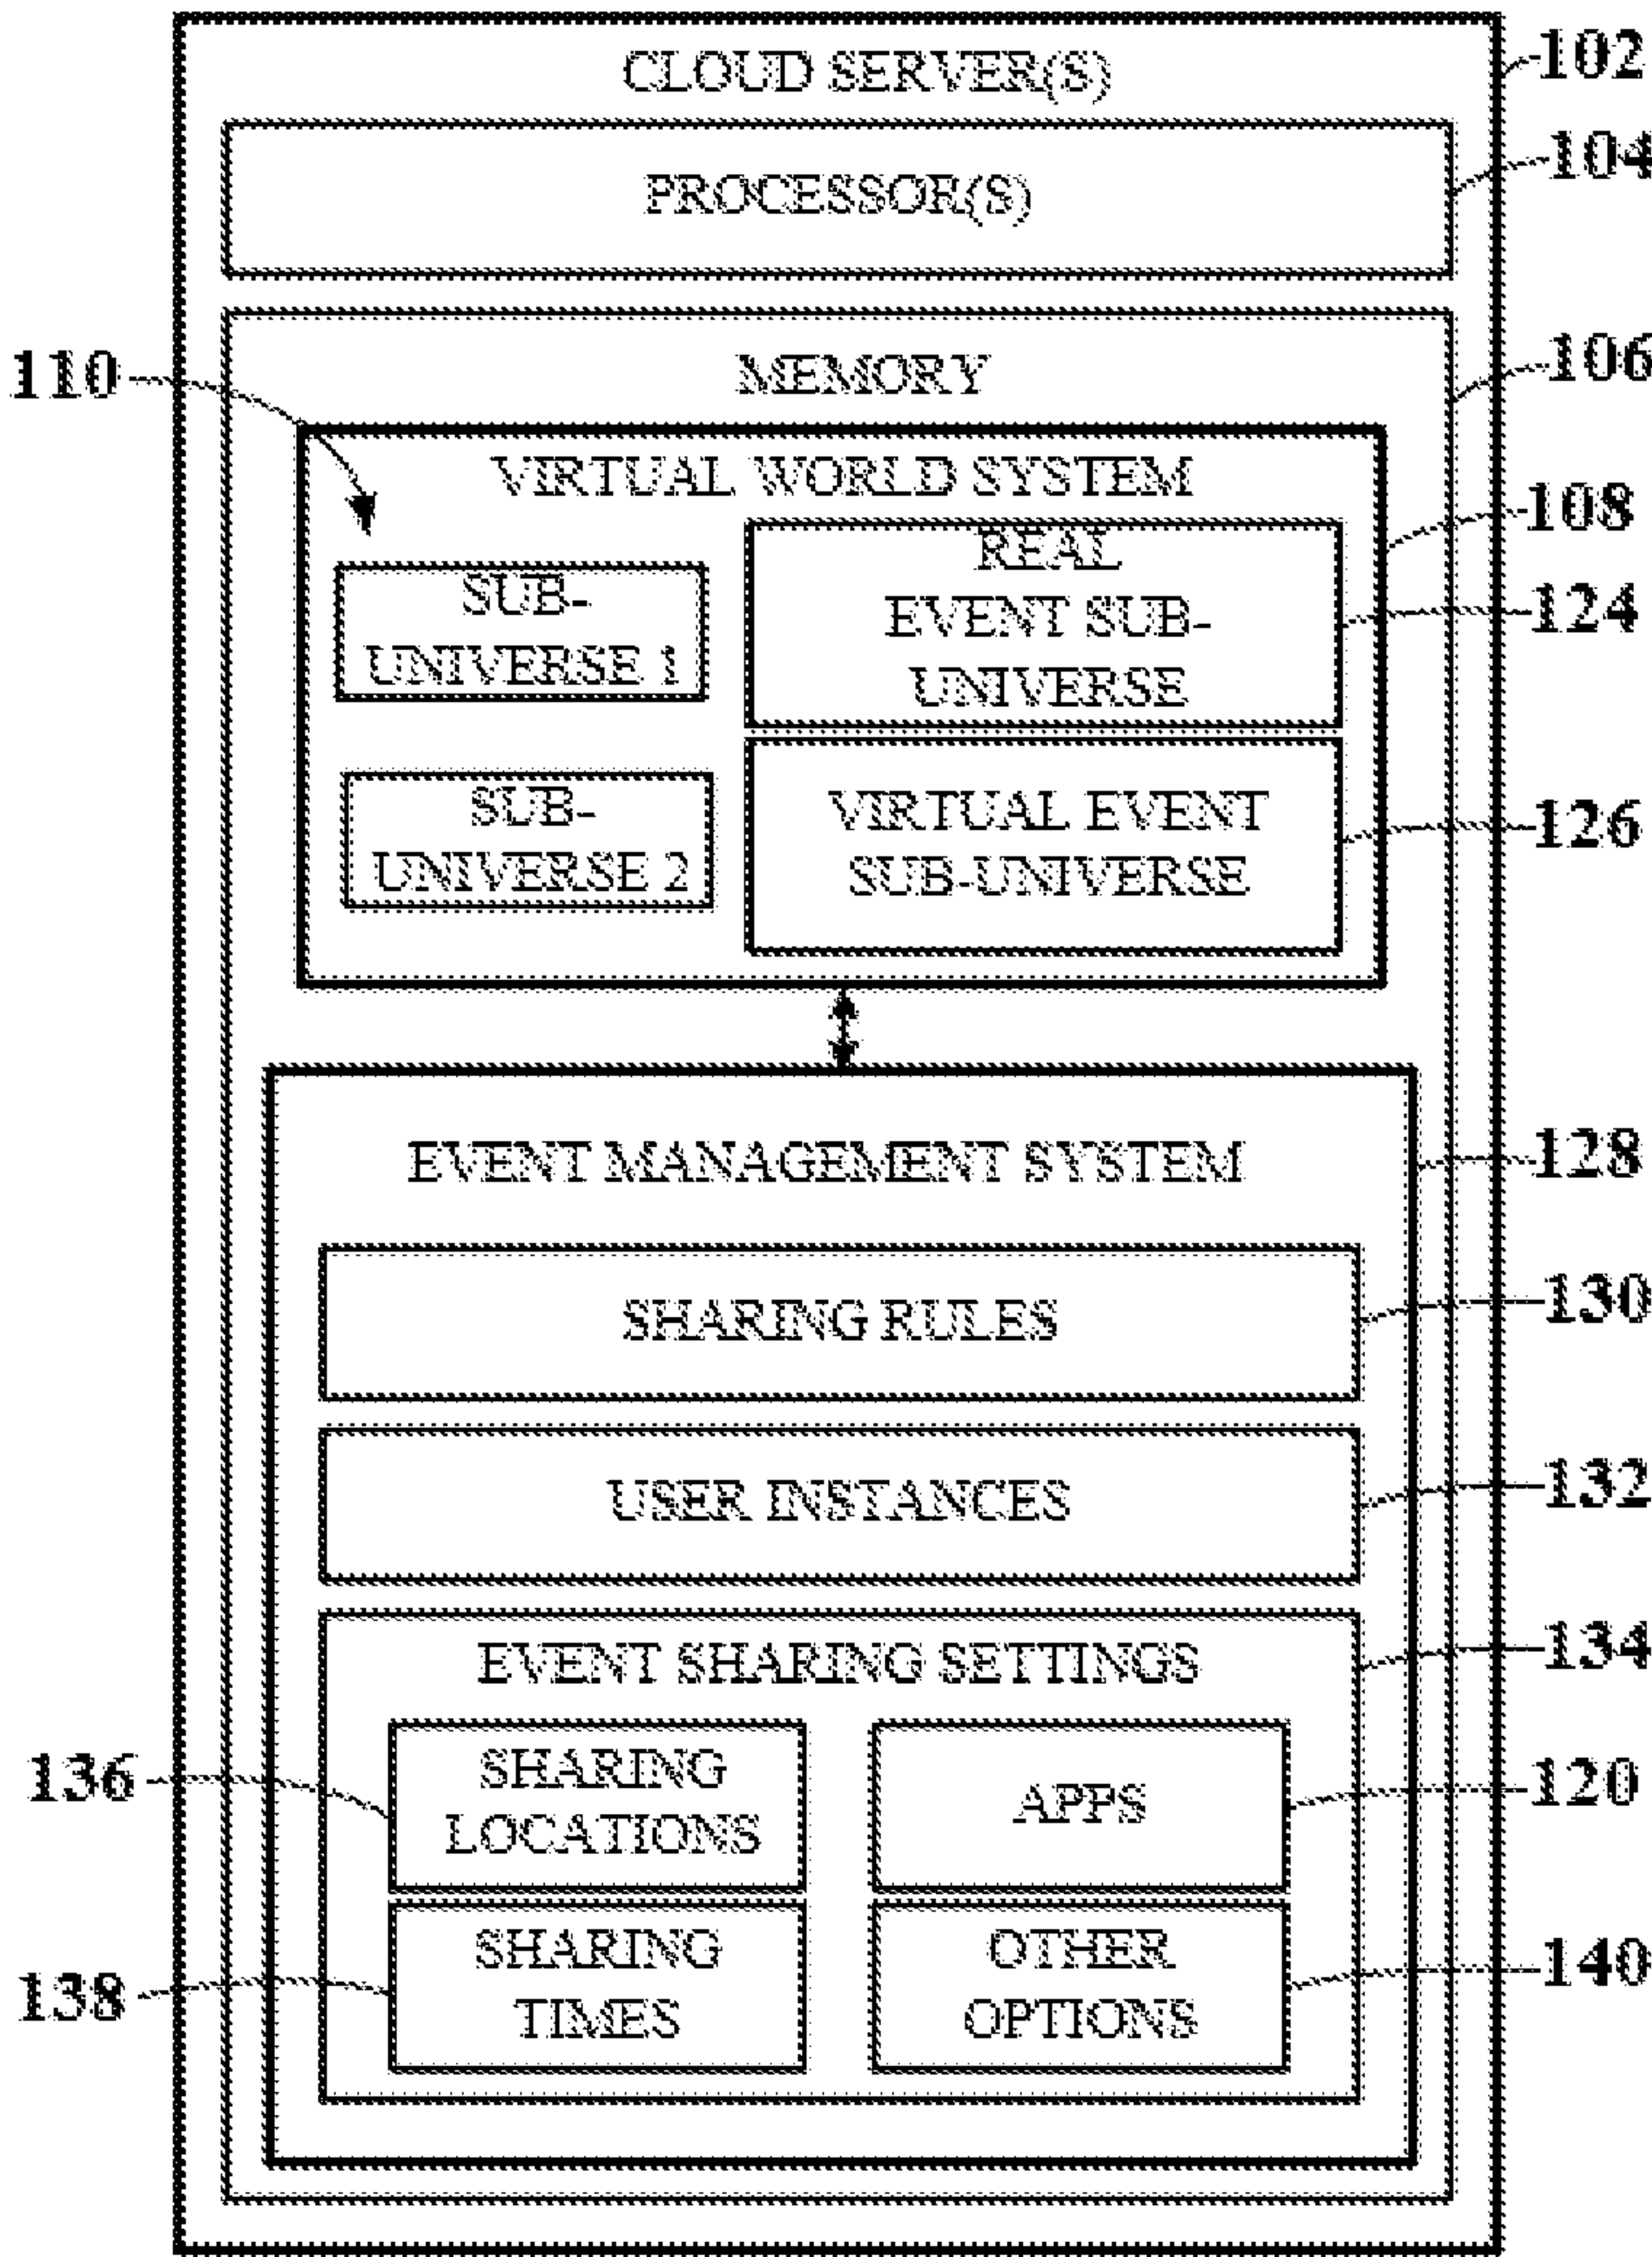 CLOUD SERVER(S)
102
PROCESSOR(S)
104
MEMORY
106
110
VIRTUAL WORLD SYSTEM
108
SUB-
UNIVERSE 1
REAL
EVENT SUB-
UNIVERSE
124
SUB-
UNIVERSE 2
VIRTUAL EVENT
SUB-UNIVERSE
126
EVENT MANAGEMENT SYSTEM
128
SHARING RULES
130
USER INSTANCES
132
EVENT SHARING SETTINGS
134
136
SHARING
LOCATIONS
APPS
120
138
SHARING
TIMES
OTHER
OPTIONS
140